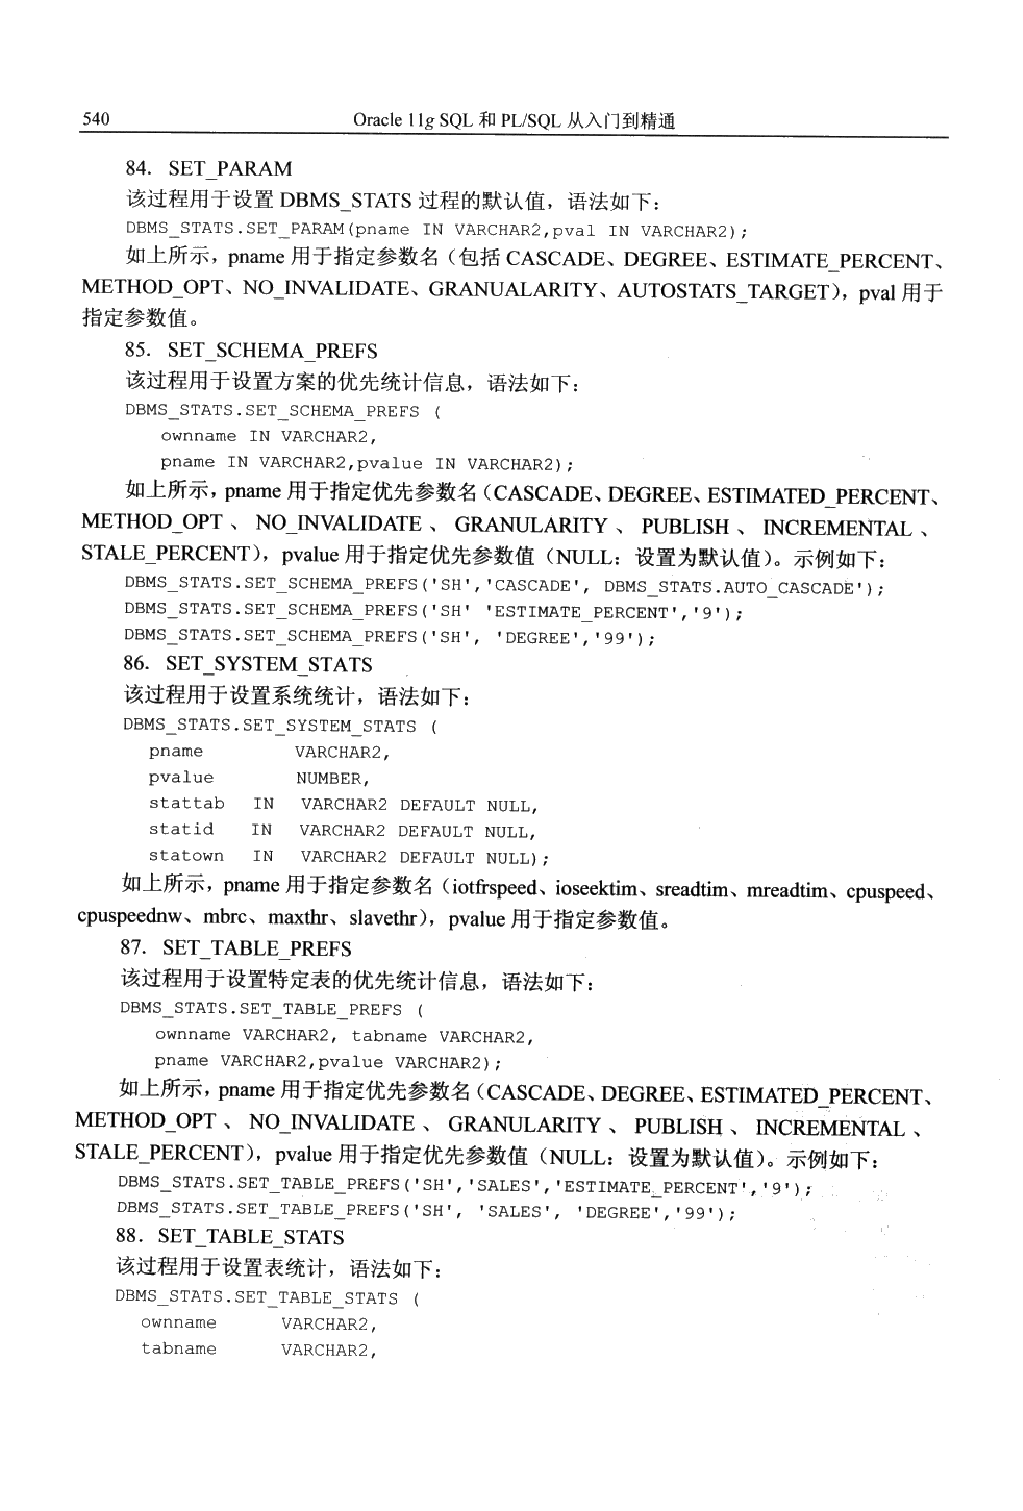 540
Oracle 11g SQL 和 PL/SQL 从入门到精通
84．SET_PARAM
该过程用于设置 DBMS_STATS 过程的默认值，语法如下：
DBMS_STATS.SET_PARAM(pname IN VARCHAR2,pval IN VARCHAR2);
如上所示，pname 用于指定参数名（包括 CASCADE、DEGREE、ESTIMATE_PERCENT、
METHOD_OPT、NO_INVALIDATE、GRANUALARITY、AUTOSTATS_TARGET），pval 用于
指定参数值。
85．SET_SCHEMA_PREFS
该过程用于设置方案的优先统计信息，语法如下：
DBMS_STATS.SET_SCHEMA_PREFS (
ownname IN VARCHAR2,
pname IN VARCHAR2,pvalue IN VARCHAR2);
如上所示，pname 用于指定优先参数名（CASCADE、DEGREE、ESTIMATED_PERCENT、
METHOD_OPT 、 NO_INVALIDATE 、 GRANULARITY 、 PUBLISH 、 INCREMENTAL 、
STALE_PERCENT），pvalue 用于指定优先参数值（NULL：设置为默认值）。示例如下：
DBMS_STATS.SET_SCHEMA_PREFS('SH','CASCADE', DBMS_STATS.AUTO_CASCADE');
DBMS_STATS.SET_SCHEMA_PREFS('SH' 'ESTIMATE_PERCENT','9');
DBMS_STATS.SET_SCHEMA_PREFS('SH', 'DEGREE','99');
86．SET_SYSTEM_STATS
该过程用于设置系统统计，语法如下：
DBMS_STATS.SET_SYSTEM_STATS (
pname VARCHAR2,
pvalue NUMBER,
stattab IN VARCHAR2 DEFAULT NULL,
statid IN VARCHAR2 DEFAULT NULL,
statown IN VARCHAR2 DEFAULT NULL);
如上所示，pname 用于指定参数名（iotfrspeed、ioseektim、sreadtim、mreadtim、cpuspeed、
cpuspeednw、mbrc、maxthr、slavethr），pvalue 用于指定参数值。
87．SET_TABLE_PREFS
该过程用于设置特定表的优先统计信息，语法如下：
DBMS_STATS.SET_TABLE_PREFS (
ownname VARCHAR2, tabname VARCHAR2,
pname VARCHAR2,pvalue VARCHAR2);
如上所示，pname 用于指定优先参数名（CASCADE、DEGREE、ESTIMATED_PERCENT、
METHOD_OPT 、 NO_INVALIDATE 、 GRANULARITY 、 PUBLISH 、 INCREMENTAL 、
STALE_PERCENT），pvalue 用于指定优先参数值（NULL：设置为默认值）。示例如下：
DBMS_STATS.SET_TABLE_PREFS('SH','SALES','ESTIMATE_PERCENT','9');
DBMS_STATS.SET_TABLE_PREFS('SH', 'SALES', 'DEGREE','99');
88．SET_TABLE_STATS
该过程用于设置表统计，语法如下：
DBMS_STATS.SET_TABLE_STATS (
ownname VARCHAR2,
tabname VARCHAR2,